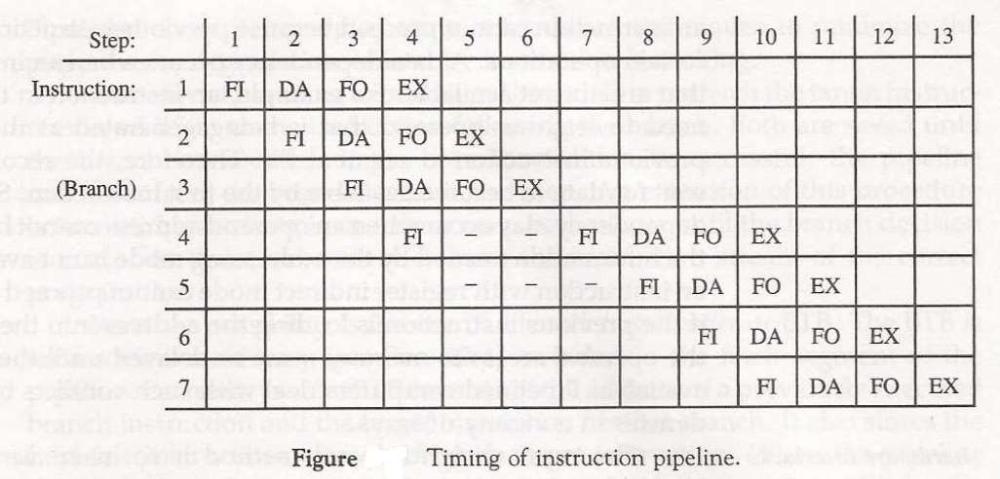 Step: 1 2 3 4 5 6 7 8 9 10 11 12 13
Instruction: 1 FI DA FO EX
2 FI DA FO EX
(Branch) 3 FI DA FO EX
4 FI – – FI DA FO EX
5 – – – FI DA FO EX
6 FI DA FO EX
7 FI DA FO EX
Figure Timing of instruction pipeline.